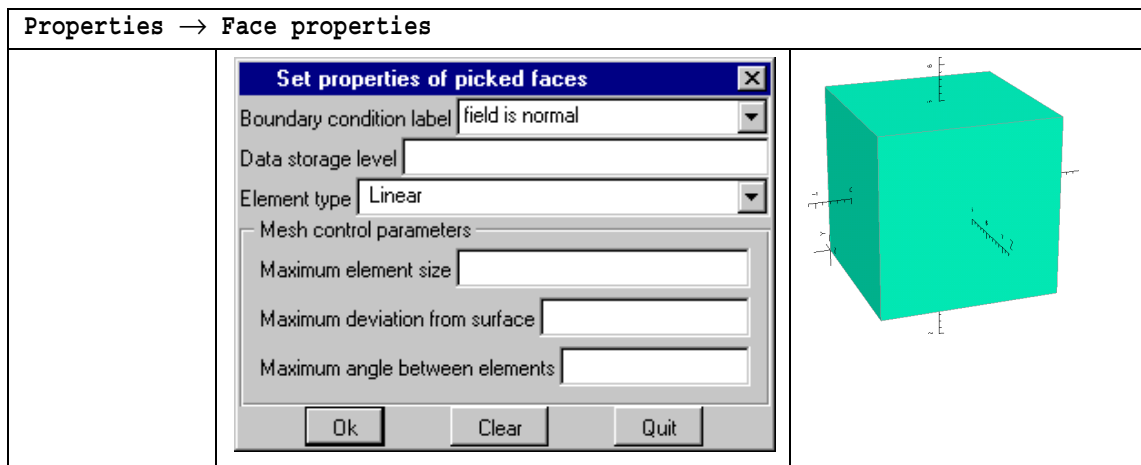 Properties → Face properties
Set properties of picked faces
Boundary condition label field is normal
Data storage level
Element type Linear
Mesh control parameters
Maximum element size
Maximum deviation from surface
Maximum angle between elements
Ok Clear Quit